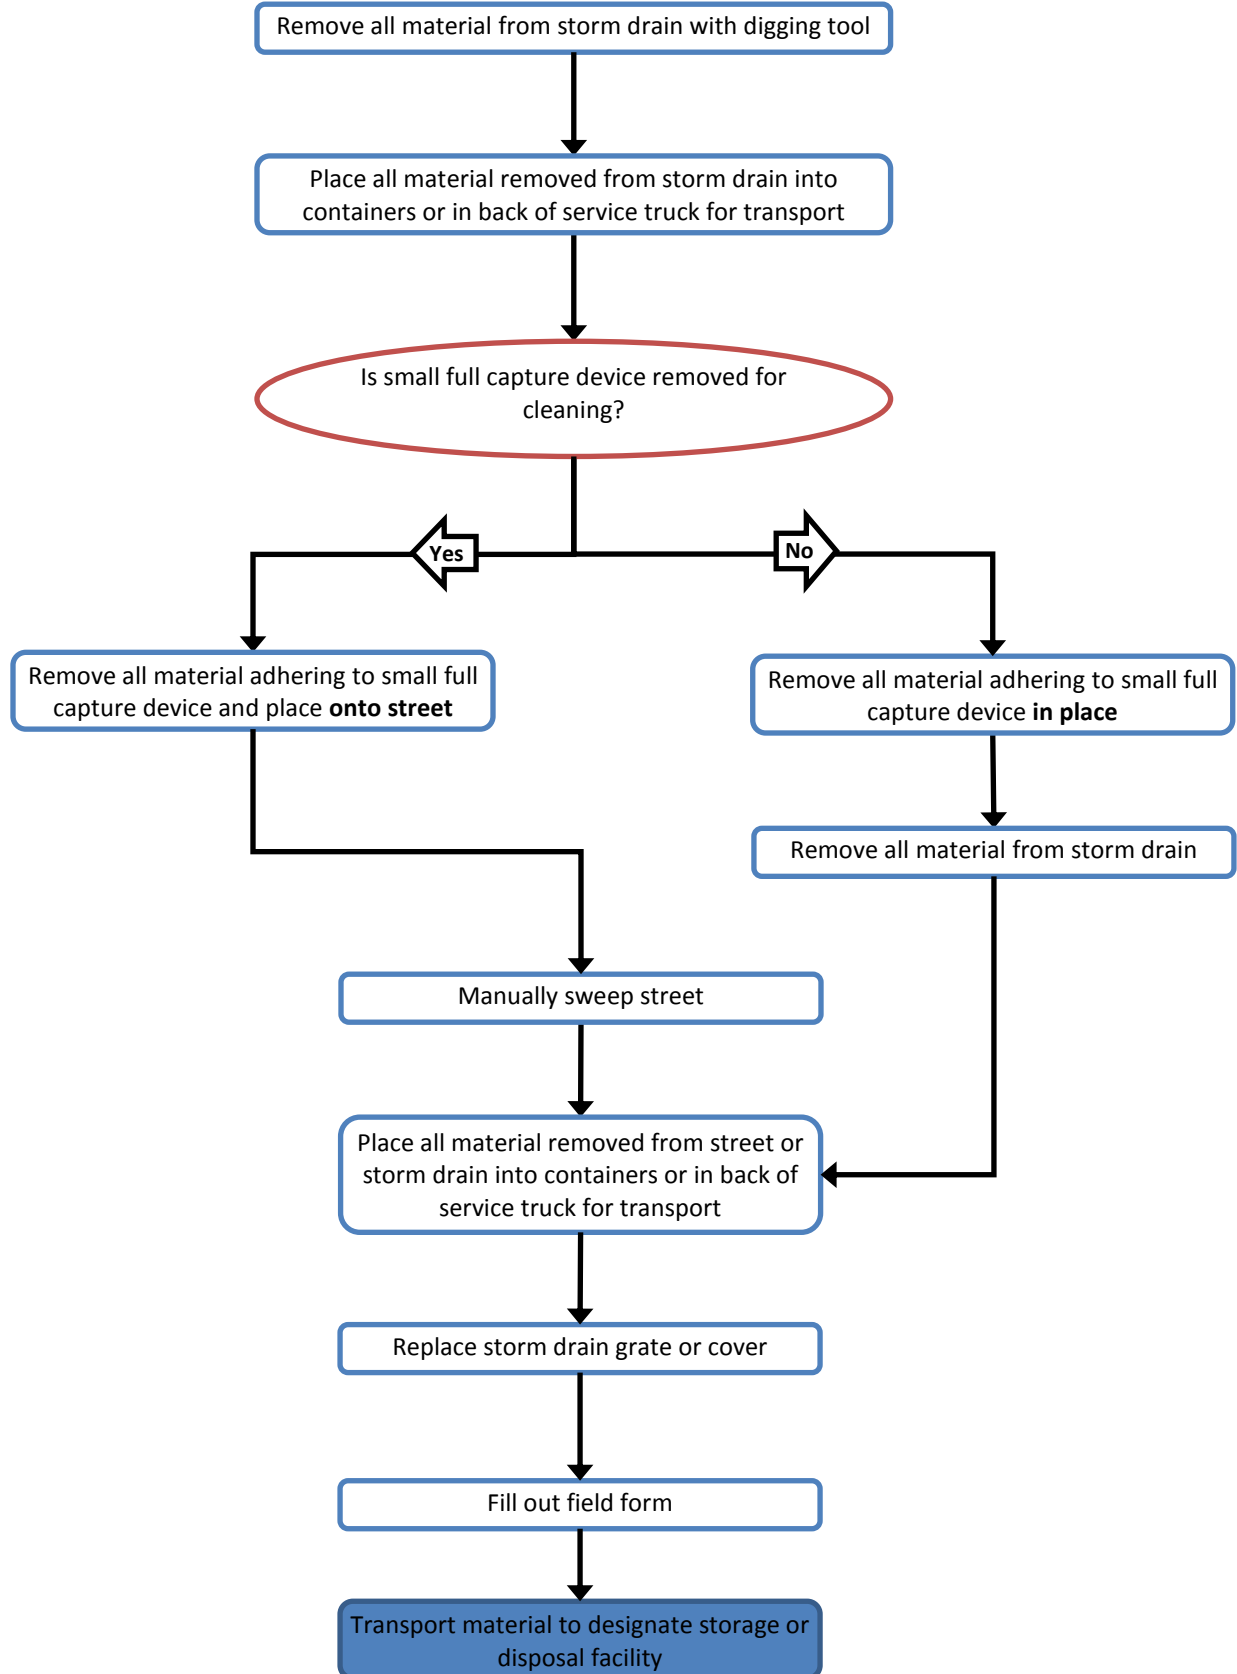 Remove all material from storm drain with digging tool
Place all material removed from storm drain into
containers or in back of service truck for transport
Is small full capture device removed for
cleaning?
Yes
No
Remove all material adhering to small full
capture device and place onto street
Remove all material adhering to small full
capture device in place
Remove all material from storm drain
Manually sweep street
Place all material removed from street or
storm drain into containers or in back of
service truck for transport
Replace storm drain grate or cover
Fill out field form
Transport material to designate storage or
disposal facility